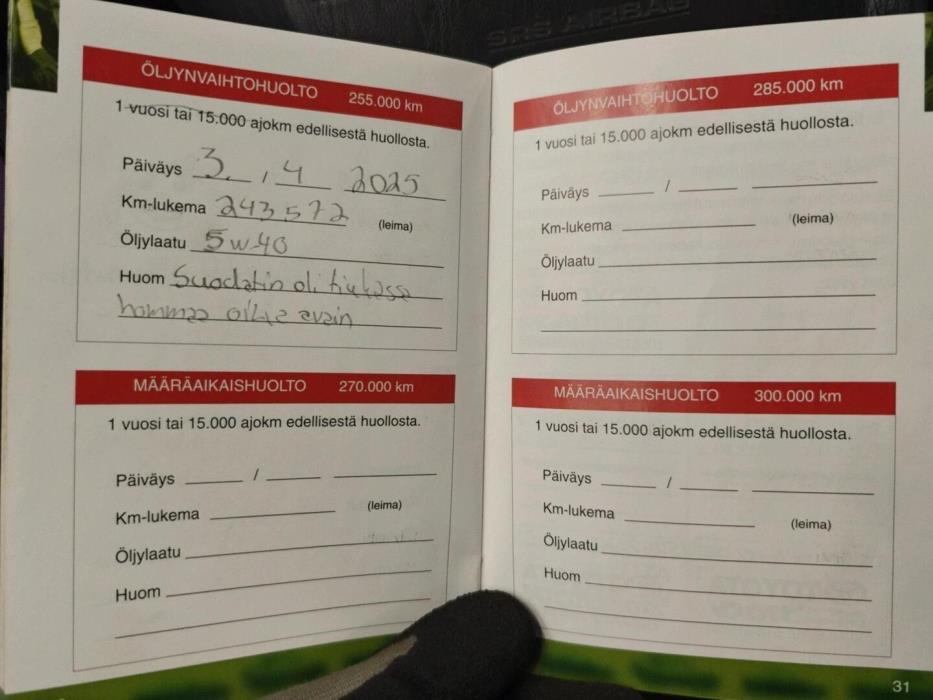 SRS AIRBAG
ÖLJYNVAIHTOHUOLTO 255.000 km
1 vuosi tai 15.000 ajokm edellisestä huollosta.
Päiväys 3. / 4 2025
Km-lukema 243572 (leima)
Öljylaatu 5w40
Huom Suodatin oli tiukassa
hommaa oikie avain
MÄÄRÄAIKAISHUOLTO 270.000 km
1 vuosi tai 15.000 ajokm edellisestä huollosta.
Päiväys / 
Km-lukema (leima)
Öljylaatu
Huom
ÖLJYNVAIHTOHUOLTO 285.000 km
1 vuosi tai 15.000 ajokm edellisestä huollosta.
Päiväys /
Km-lukema (leima)
Öljylaatu
Huom
MÄÄRÄAIKAISHUOLTO 300.000 km
1 vuosi tai 15.000 ajokm edellisestä huollosta.
Päiväys /
Km-lukema (leima)
Öljylaatu
Huom
31